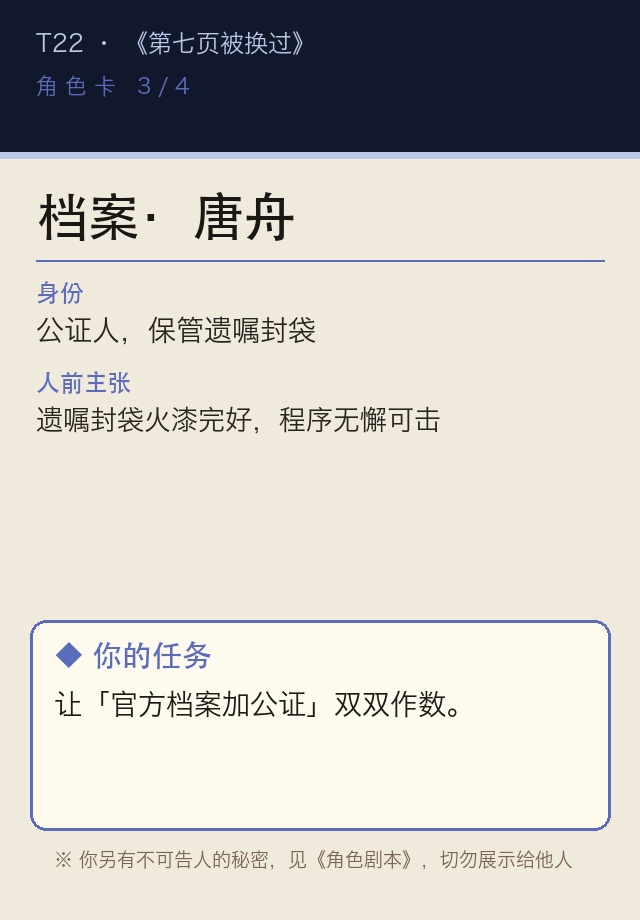 T22 · 《第七页被换过》
角色卡 3/4
档案· 唐舟
身份
公证人，保管遗嘱封袋
人前主张
遗嘱封袋火漆完好，程序无懈可击
◆ 你的任务
让「官方档案加公证」双双作数。
※ 你另有不可告人的秘密，见《角色剧本》，切勿展示给他人